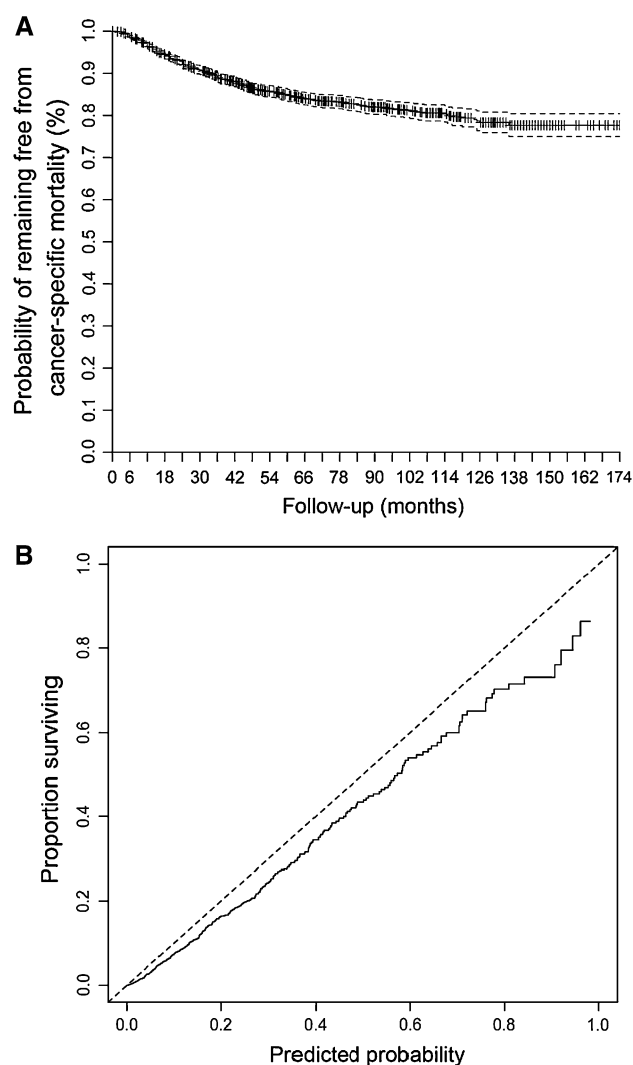 A
Probability of remaining free from
cancer-specific mortality (%)
1.0
0.9
0.8
0.7
0.6
0.5
0.4
0.3
0.2
0.1
0.0
0 6 18 30 42 54 66 78 90 102 114 126 138 150 162 174
Follow-up (months)
B
Proportion surviving
1.0
0.8
0.6
0.4
0.2
0.0
0.0 0.2 0.4 0.6 0.8 1.0
Predicted probability